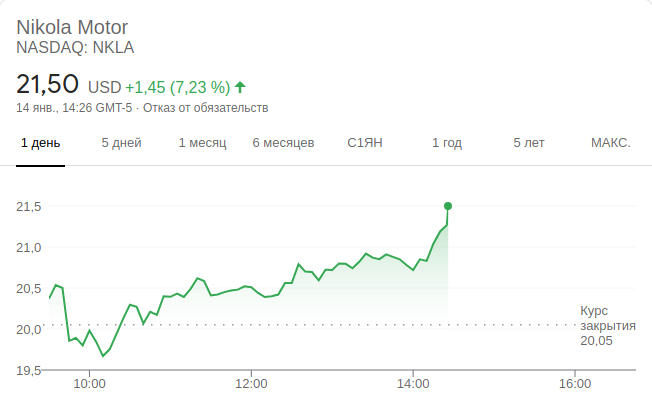 Nikola Motor
NASDAQ: NKLA
21,50 USD +1,45 (7,23 %)
14 янв., 14:26 GMT-5 · Отказ от обязательств
1 день 5 дней 1 месяц 6 месяцев С1ЯН 1 год 5 лет МАКС.
21,5
21,0
20,5
20,0
19,5
Курс
закрытия
20,05
10:00 12:00 14:00 16:00